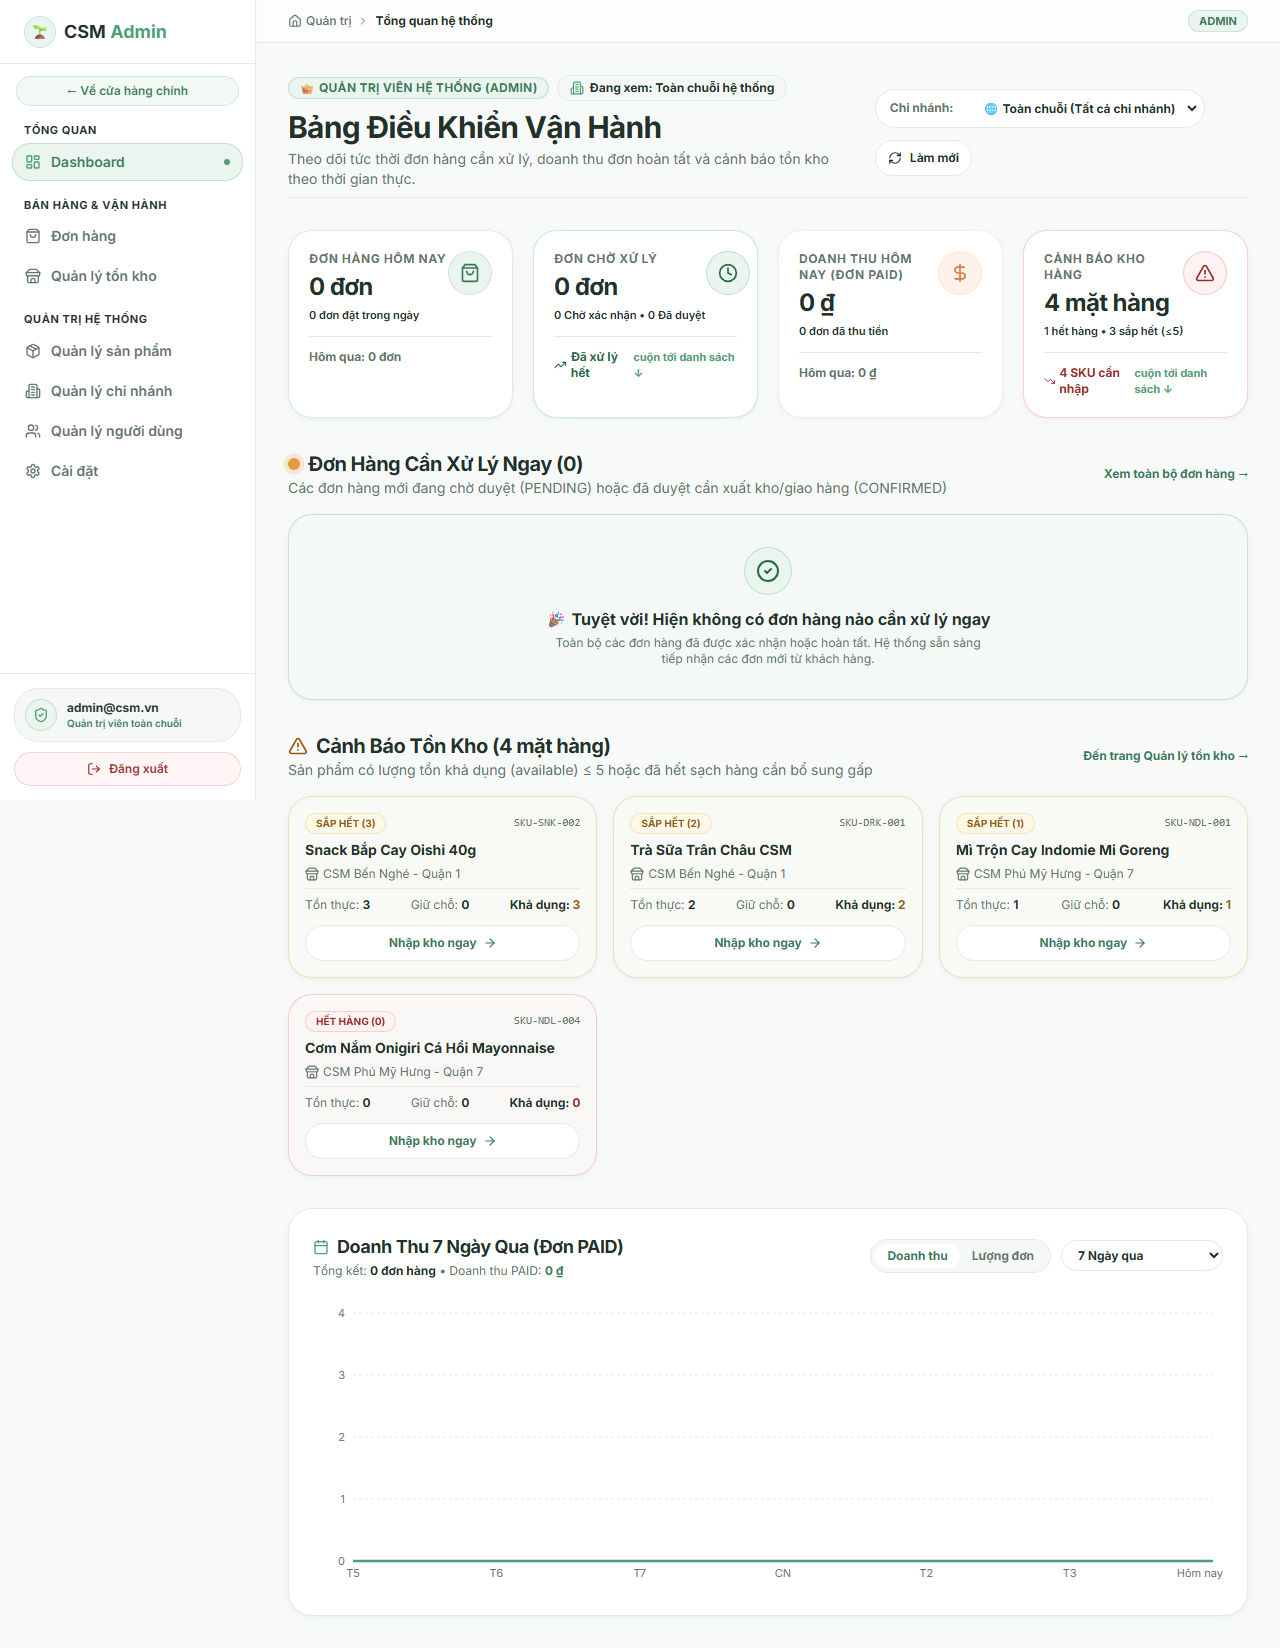 CSM Admin
← Về cửa hàng chính
TỔNG QUAN
Dashboard
BÁN HÀNG & VẬN HÀNH
Đơn hàng
Quản lý tồn kho
QUẢN TRỊ HỆ THỐNG
Quản lý sản phẩm
Quản lý chi nhánh
Quản lý người dùng
Cài đặt
admin@csm.vn
Quản trị viên toàn chuỗi
Đăng xuất
Quản trị > Tổng quan hệ thống
ADMIN
QUẢN TRỊ VIÊN HỆ THỐNG (ADMIN)
Đang xem: Toàn chuỗi hệ thống
Bảng Điều Khiển Vận Hành
Theo dõi tức thời đơn hàng cần xử lý, doanh thu đơn hoàn tất và cảnh báo tồn kho
theo thời gian thực.
Chi nhánh: Toàn chuỗi (Tất cả chi nhánh)
Làm mới
ĐƠN HÀNG HÔM NAY
0 đơn
0 đơn đặt trong ngày
Hôm qua: 0 đơn
ĐƠN CHỜ XỬ LÝ
0 đơn
0 Chờ xác nhận • 0 Đã duyệt
Đã xử lý
hết
cuộn tới danh sách
↓
DOANH THU HÔM
NAY (ĐƠN PAID)
0 ₫
0 đơn đã thu tiền
Hôm qua: 0 ₫
CẢNH BÁO KHO
HÀNG
4 mặt hàng
1 hết hàng • 3 sắp hết (≤5)
4 SKU cần
nhập
cuộn tới danh
sách ↓
Đơn Hàng Cần Xử Lý Ngay (0)
Các đơn hàng mới đang chờ duyệt (PENDING) hoặc đã duyệt cần xuất kho/giao hàng (CONFIRMED)
Xem toàn bộ đơn hàng →
🎉 Tuyệt vời! Hiện không có đơn hàng nào cần xử lý ngay
Toàn bộ các đơn hàng đã được xác nhận hoặc hoàn tất. Hệ thống sẵn sàng
tiếp nhận các đơn mới từ khách hàng.
Cảnh Báo Tồn Kho (4 mặt hàng)
Sản phẩm có lượng tồn khả dụng (available) ≤ 5 hoặc đã hết sạch hàng cần bổ sung gấp
Đến trang Quản lý tồn kho →
SẮP HẾT (3)
SKU-SNK-002
Snack Bắp Cay Oishi 40g
CSM Bến Nghé - Quận 1
Tồn thực: 3 Giữ chỗ: 0 Khả dụng: 3
Nhập kho ngay →
SẮP HẾT (2)
SKU-DRK-001
Trà Sữa Trân Châu CSM
CSM Bến Nghé - Quận 1
Tồn thực: 2 Giữ chỗ: 0 Khả dụng: 2
Nhập kho ngay →
SẮP HẾT (1)
SKU-NDL-001
Mì Trộn Cay Indomie Mi Goreng
CSM Phú Mỹ Hưng - Quận 7
Tồn thực: 1 Giữ chỗ: 0 Khả dụng: 1
Nhập kho ngay →
HẾT HÀNG (0)
SKU-NDL-004
Cơm Nắm Onigiri Cá Hồi Mayonnaise
CSM Phú Mỹ Hưng - Quận 7
Tồn thực: 0 Giữ chỗ: 0 Khả dụng: 0
Nhập kho ngay →
Doanh Thu 7 Ngày Qua (Đơn PAID)
Tổng kết: 0 đơn hàng • Doanh thu PAID: 0 ₫
Doanh thu
Lượng đơn
7 Ngày qua
4
3
2
1
0
T5 T6 T7 CN T2 T3 Hôm nay